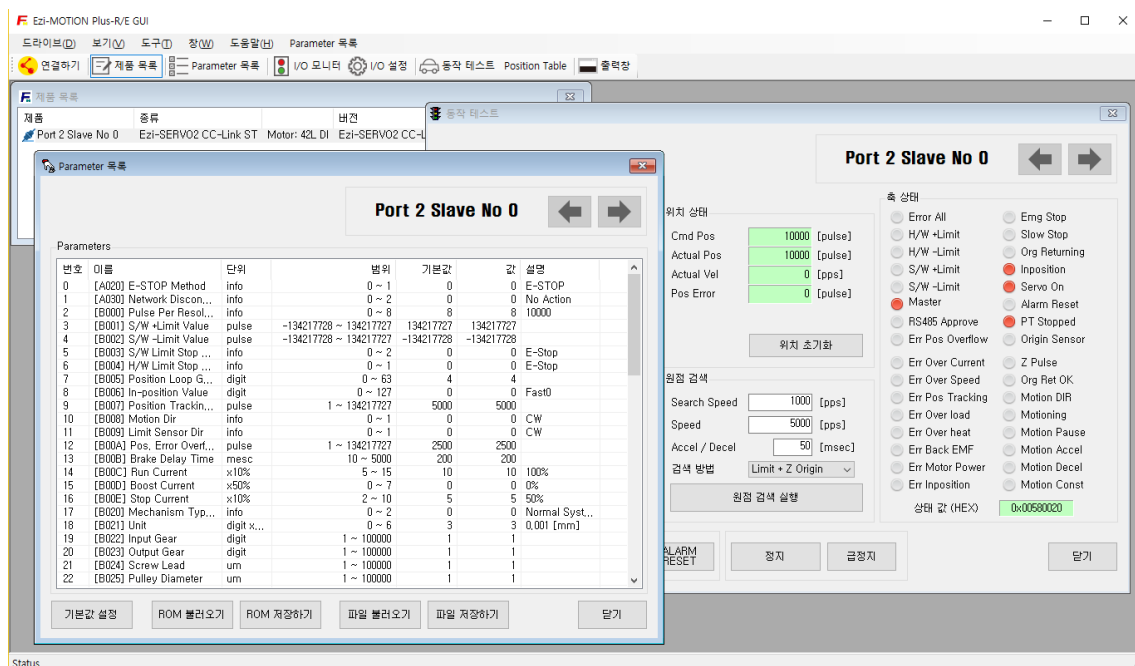 Ezi-MOTION Plus-R/E GUI
드라이브(D) 보기(V) 도구(T) 창(W) 도움말(H) Parameter 목록
연결하기 제품 목록 Parameter 목록 I/O 모니터 I/O 설정 동작 테스트 Position Table 출력창
제품 목록
제품 종류 버전
Port 2 Slave No 0 Ezi-SERVO2 CC-Link ST Motor: 42L DI Ezi-SERVO2 CC-L
Parameter 목록
Port 2 Slave No 0
Parameters
번호 이름 단위 범위 기본값 값 설명
0 [A020] E-STOP Method info 0 ~ 1 0 0 E-STOP
1 [A030] Network Discon... info 0 ~ 2 0 0 No Action
2 [B000] Pulse Per Resol... info 0 ~ 8 8 8 10000
3 [B001] S/W +Limit Value pulse -134217728 ~ 134217727 134217727 134217727
4 [B002] S/W -Limit Value pulse -134217728 ~ 134217727 -134217728 -134217728
5 [B003] S/W Limit Stop ... info 0 ~ 2 0 0 E-Stop
6 [B004] H/W Limit Stop ... info 0 ~ 1 0 0 E-Stop
7 [B005] Position Loop G... digit 0 ~ 63 4 4
8 [B006] In-position Value digit 0 ~ 127 0 0 Fast0
9 [B007] Position Trackin... pulse 1 ~ 134217727 5000 5000
10 [B008] Motion Dir info 0 ~ 1 0 0 CW
11 [B009] Limit Sensor Dir info 0 ~ 1 0 0 CW
12 [B00A] Pos. Error Overf... pulse 1 ~ 134217727 2500 2500
13 [B00B] Brake Delay Time mesc 10 ~ 5000 200 200
14 [B00C] Run Current x10% 5 ~ 15 10 10 100%
15 [B00D] Boost Current x50% 0 ~ 7 0 0 0%
16 [B00E] Stop Current x10% 2 ~ 10 5 5 50%
17 [B020] Mechanism Typ... info 0 ~ 2 0 0 Normal Syst...
18 [B021] Unit digit x... 0 ~ 6 3 3 0.001 [mm]
19 [B022] Input Gear digit 1 ~ 100000 1 1
20 [B023] Output Gear digit 1 ~ 100000 1 1
21 [B024] Screw Lead um 1 ~ 100000 1 1
22 [B025] Pulley Diameter um 1 ~ 100000 1 1
기본값 설정 ROM 불러오기 ROM 저장하기 파일 불러오기 파일 저장하기 닫기
동작 테스트
Port 2 Slave No 0
위치 상태
Cmd Pos 10000 [pulse]
Actual Pos 10000 [pulse]
Actual Vel 0 [pps]
Pos Error 0 [pulse]
위치 초기화
원점 검색
Search Speed 1000 [pps]
Speed 5000 [pps]
Accel / Decel 50 [msec]
검색 방법 Limit + Z Origin
원점 검색 실행
축 상태
Error All Emg Stop
H/W +Limit Slow Stop
H/W -Limit Org Returning
S/W +Limit Inposition
S/W -Limit Servo On
Master Alarm Reset
RS485 Approve PT Stopped
Err Pos Overflow Origin Sensor
Err Over Current Z Pulse
Err Over Speed Org Ret OK
Err Pos Tracking Motion DIR
Err Over load Motioning
Err Over heat Motion Pause
Err Back EMF Motion Accel
Err Motor Power Motion Decel
Err Inposition Motion Const
상태 값 (HEX) 0x00580020
ALARM
RESET
정지 급정지 닫기
Status